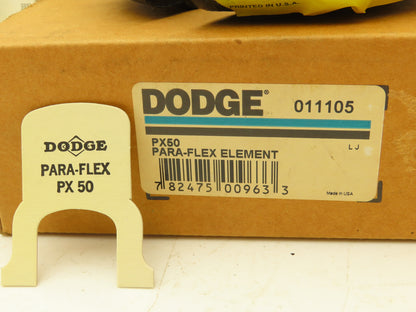 PRINTED IN U.S.A.
DODGE® 011105
PX50
PARA-FLEX ELEMENT
LJ
7 82475 00963 3
Made in USA
DODGE
PARA-FLEX
PX 50